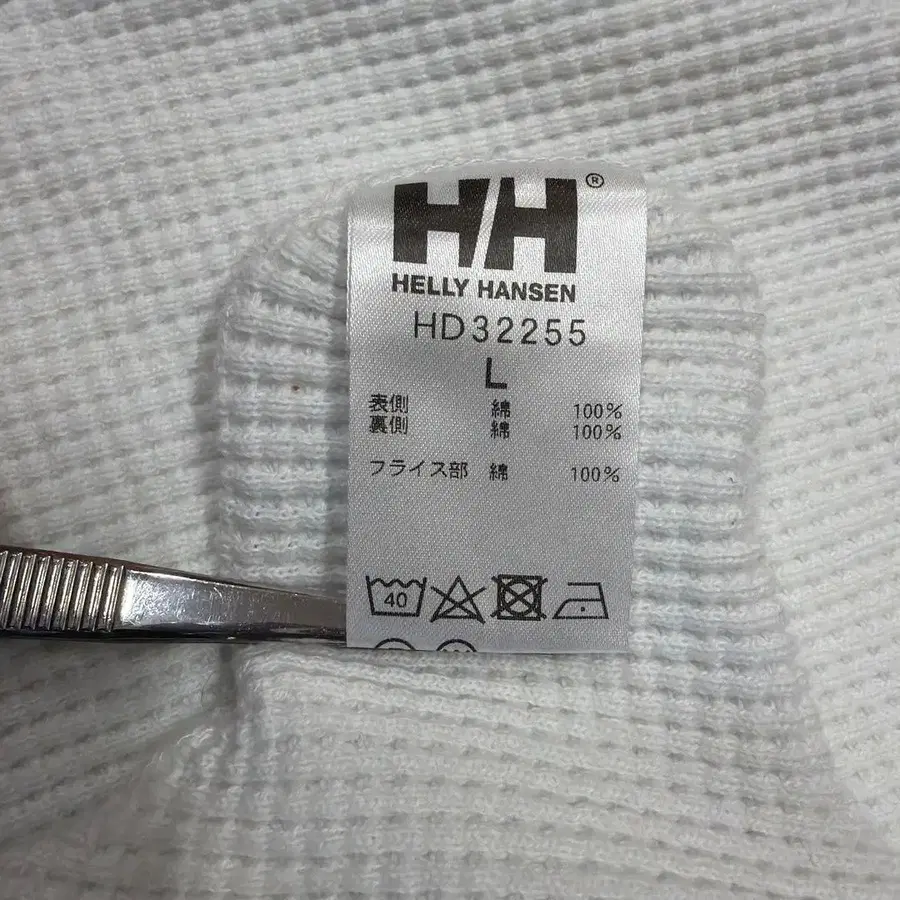 HH®
HELLY HANSEN
HD32255
L
表側 綿 100%
裏側 綿 100%
フライス部 綿 100%
40